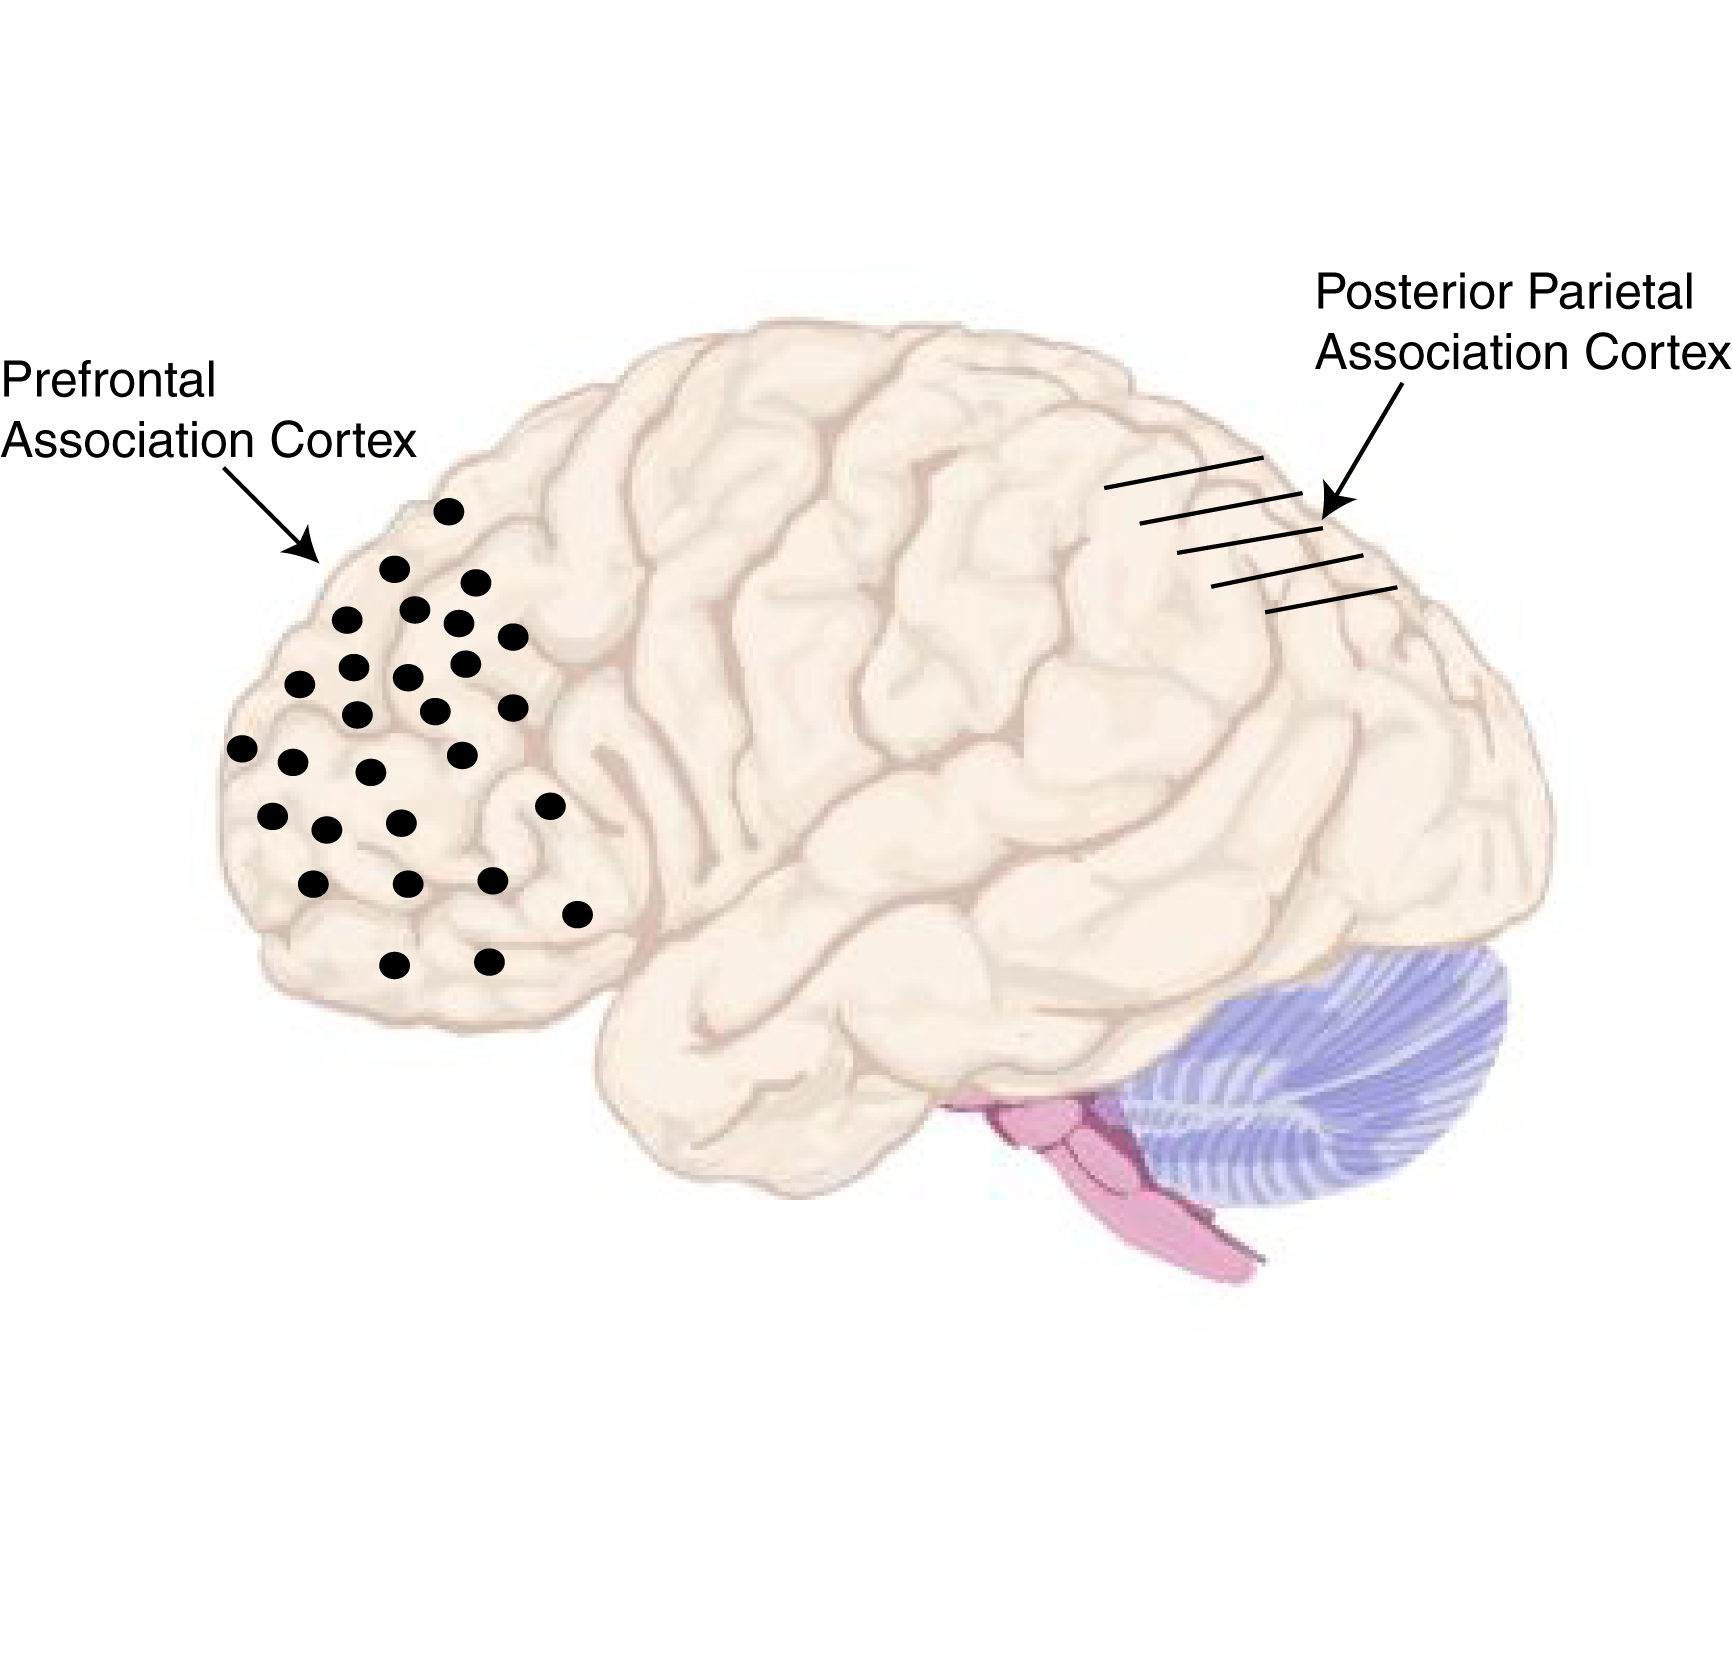 Prefrontal
Association Cortex
Posterior Parietal
Association Cortex